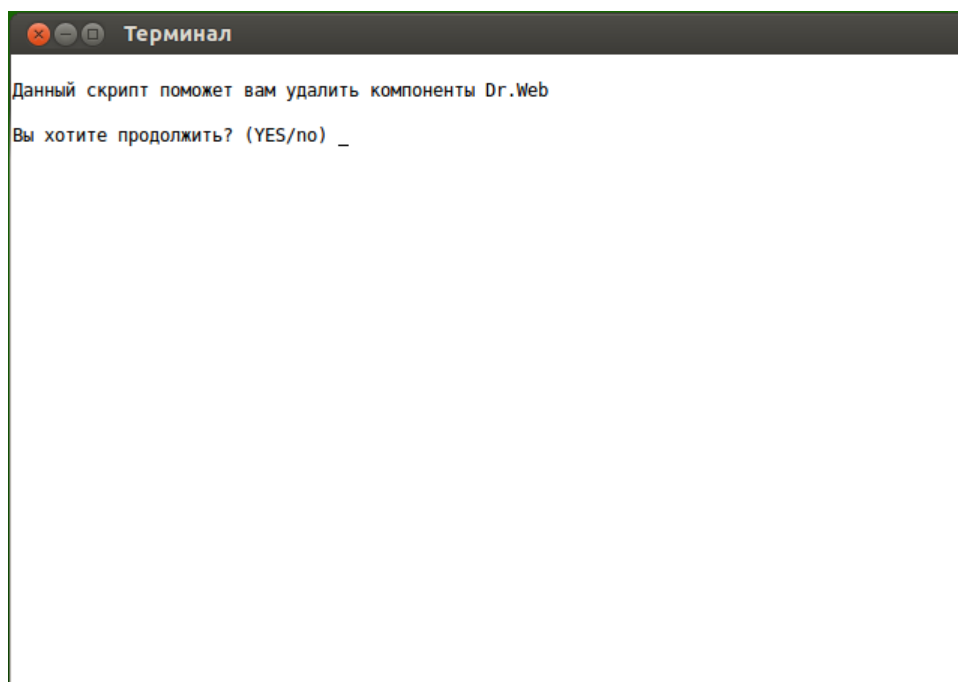 Терминал
Данный скрипт поможет вам удалить компоненты Dr.Web
Вы хотите продолжить? (YES/no) _